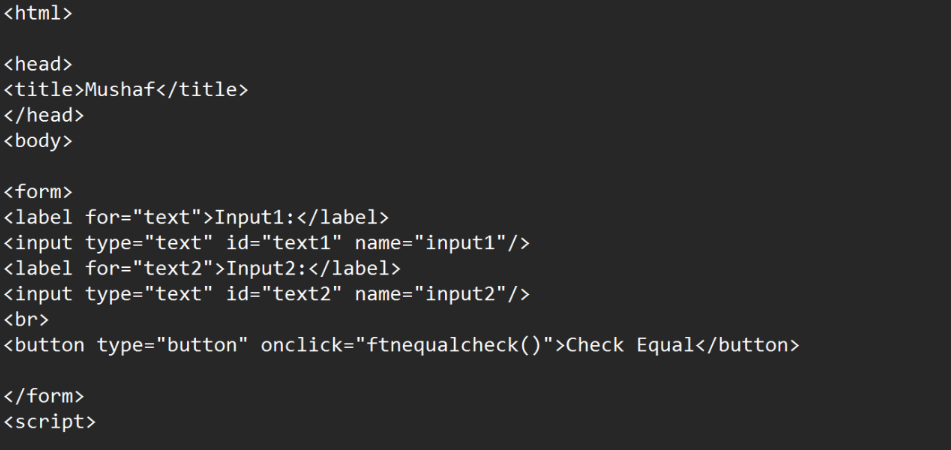 <html>
<head>
<title>Mushaf</title>
</head>
<body>
<form>
<label for="text">Input1:</label>
<input type="text" id="text1" name="input1"/>
<label for="text2">Input2:</label>
<input type="text" id="text2" name="input2"/>
<br>
<button type="button" onclick="ftnequalcheck()">Check Equal</button>
</form>
<script>